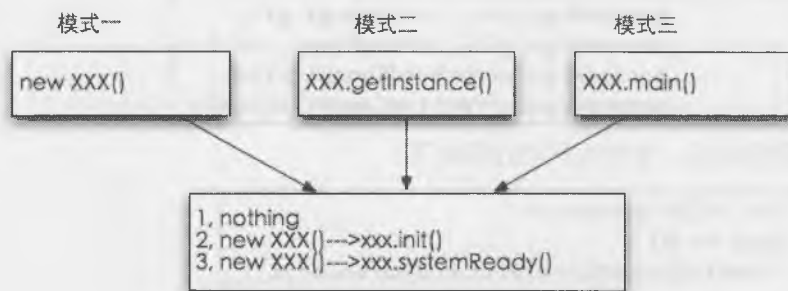 模式一
模式二
模式三
new XXX()
XXX.getInstance()
XXX.main()
1, nothing
2, new XXX()--->xxx.init()
3, new XXX()--->xxx.systemReady()